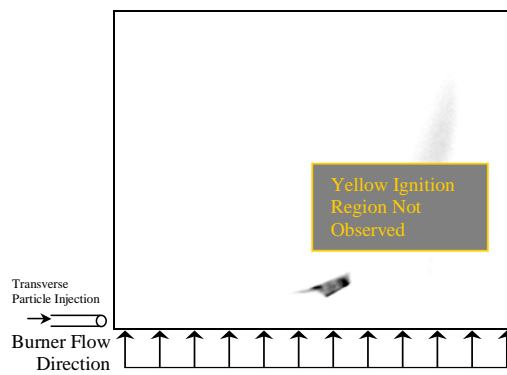 Yellow Ignition
Region Not
Observed
Transverse
Particle Injection
Burner Flow
Direction